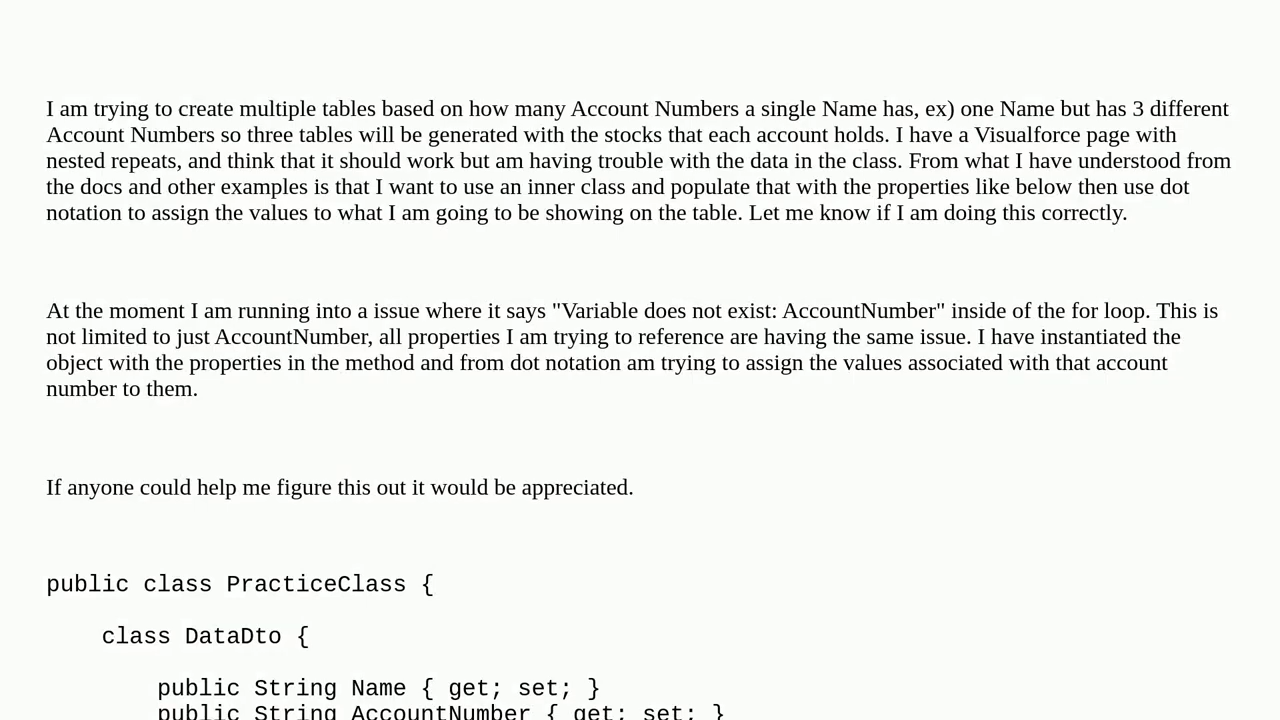 I am trying to create multiple tables based on how many Account Numbers a single Name has, ex) one Name but has 3 different
Account Numbers so three tables will be generated with the stocks that each account holds. I have a Visualforce page with
nested repeats, and think that it should work but am having trouble with the data in the class. From what I have understood from
the docs and other examples is that I want to use an inner class and populate that with the properties like below then use dot
notation to assign the values to what I am going to be showing on the table. Let me know if I am doing this correctly.
At the moment I am running into a issue where it says "Variable does not exist: AccountNumber" inside of the for loop. This is
not limited to just AccountNumber, all properties I am trying to reference are having the same issue. I have instantiated the
object with the properties in the method and from dot notation am trying to assign the values associated with that account
number to them.
If anyone could help me figure this out it would be appreciated.
public class PracticeClass {
    class DataDto {
        public String Name { get; set; }
        public String AccountNumber { get; set; }